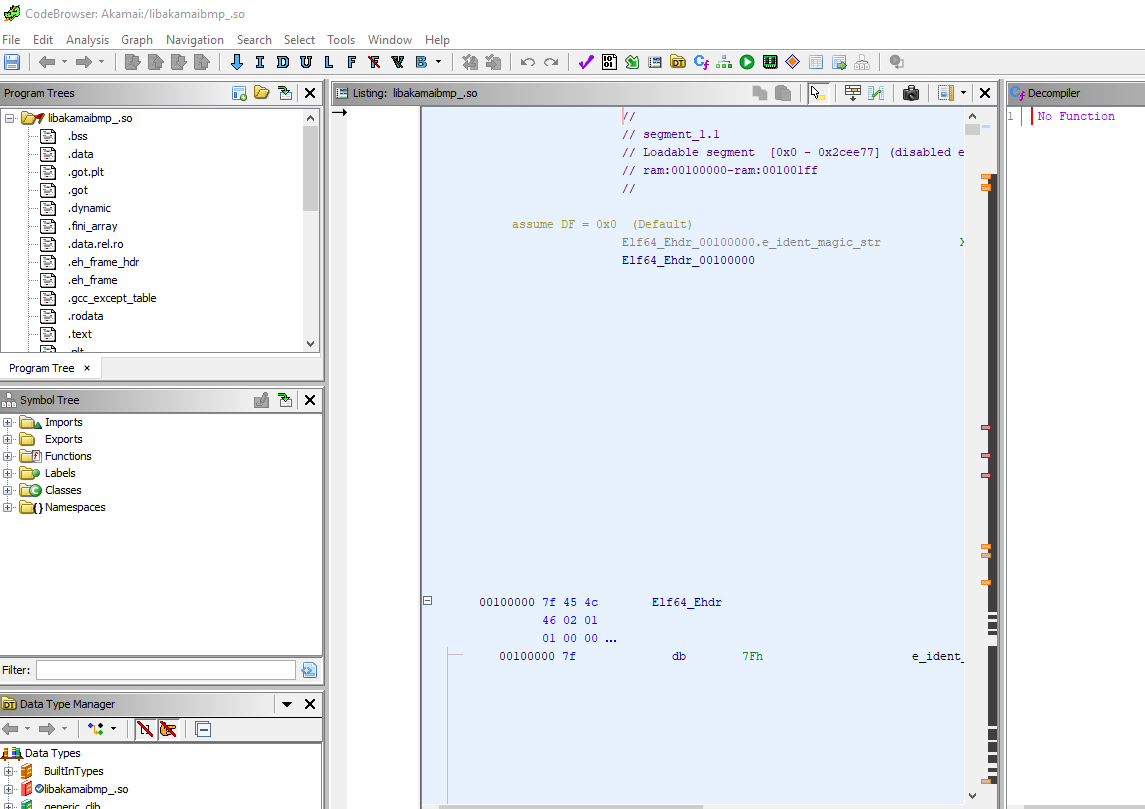 CodeBrowser: Akamai:/libakamaibmp_.so
File Edit Analysis Graph Navigation Search Select Tools Window Help
I D U L F V B
Program Trees
libakamaibmp_.so
.bss
.data
.got.plt
.got
.dynamic
.fini_array
.data.rel.ro
.eh_frame_hdr
.eh_frame
.gcc_except_table
.rodata
.text
Program Tree ×
Symbol Tree
Imports
Exports
Functions
Labels
Classes
Namespaces
Filter:
Data Type Manager
Data Types
BuiltInTypes
libakamaibmp_.so
generic_clib
Listing: libakamaibmp_.so
//
// segment_1.1
// Loadable segment [0x0 - 0x2cee77] (disabled e
// ram:00100000-ram:001001ff
//
assume DF = 0x0 (Default)
Elf64_Ehdr_00100000.e_ident_magic_str X
Elf64_Ehdr_00100000
00100000 7f 45 4c Elf64_Ehdr
46 02 01
01 00 00 ...
00100000 7f db 7Fh e_ident_
Decompiler
1 No Function